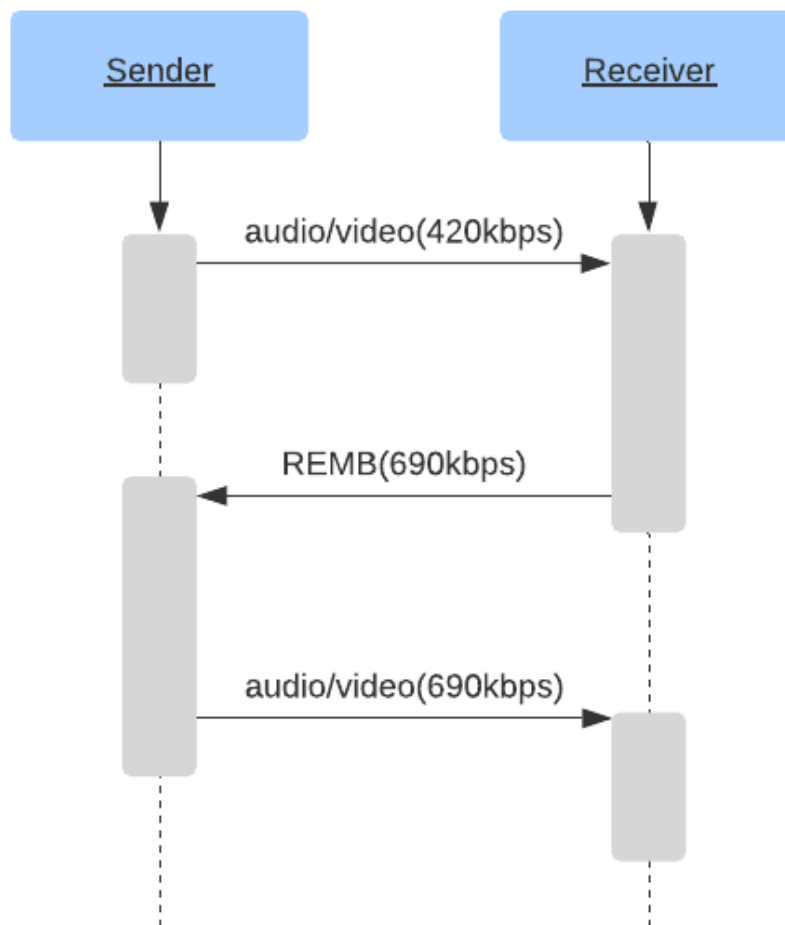 Sender
Receiver
audio/video(420kbps)
REMB(690kbps)
audio/video(690kbps)